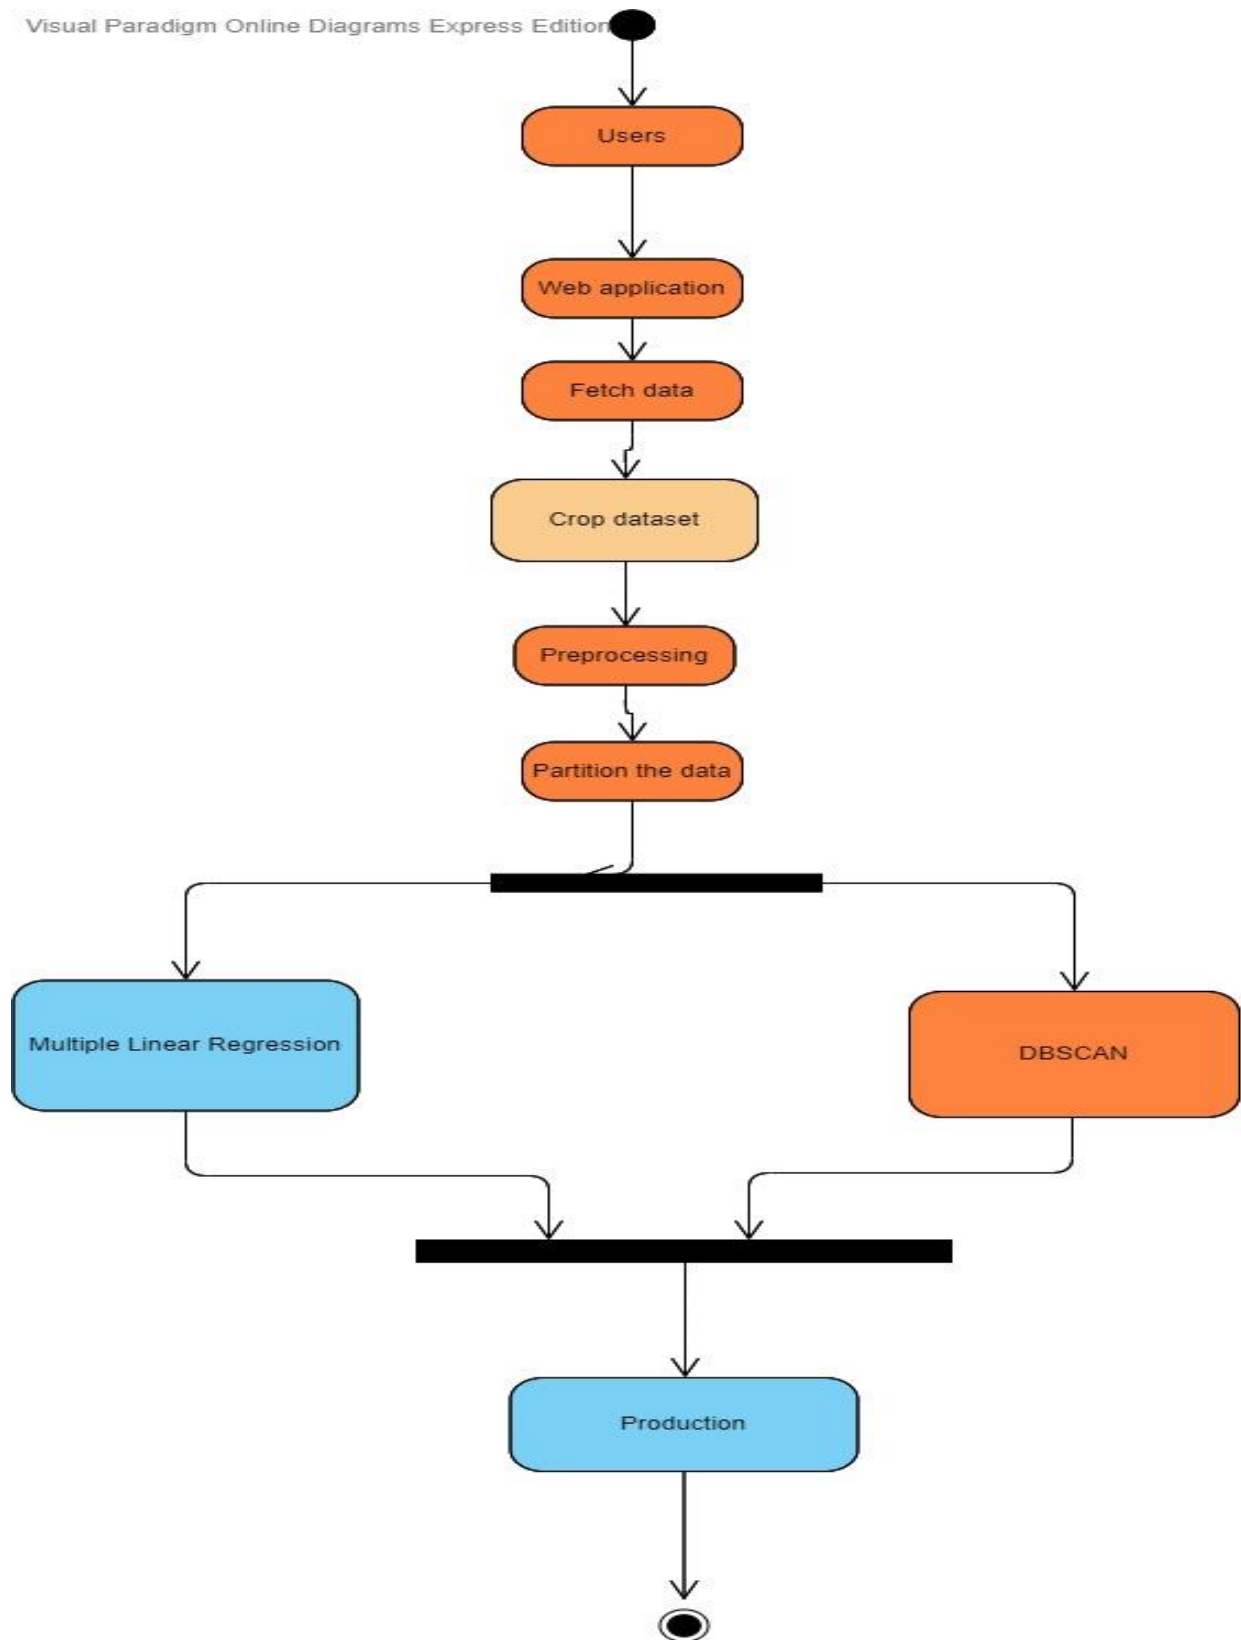 Visual Paradigm Online Diagrams Express Edition
Users
Web application
Fetch data
Crop dataset
Preprocessing
Partition the data
Multiple Linear Regression
DBSCAN
Production